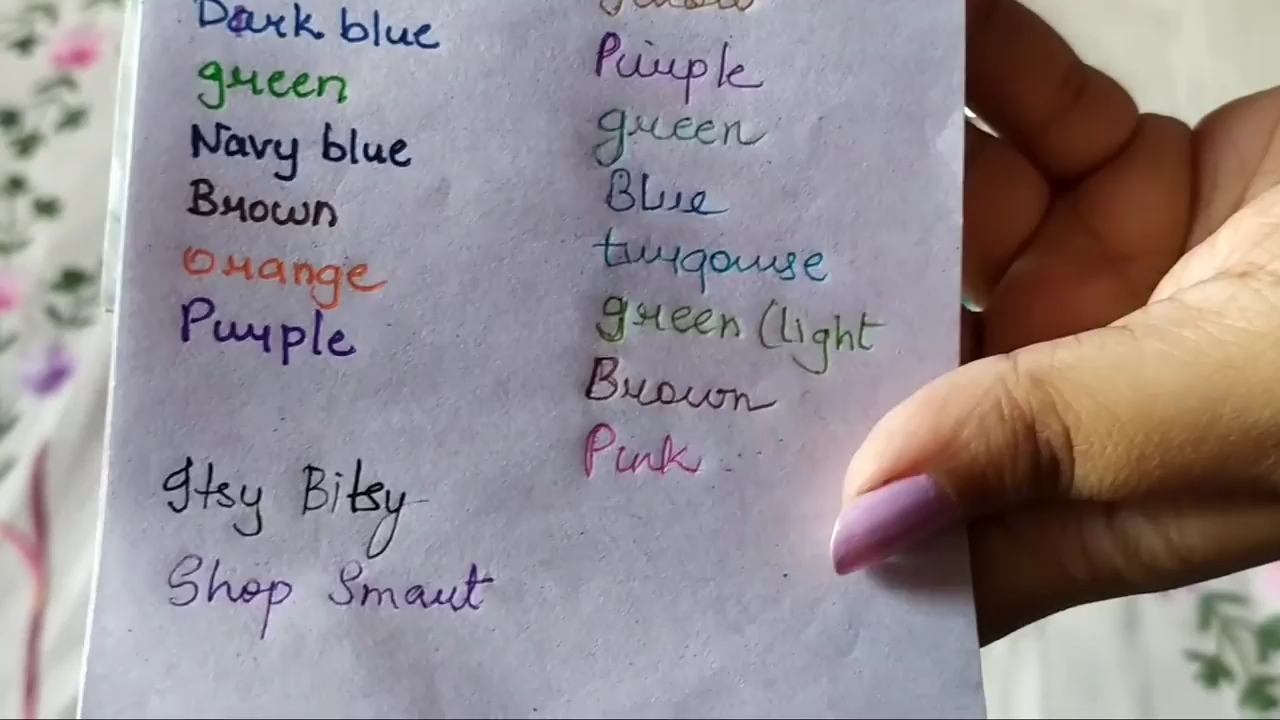 Dark blue
green
Navy blue
Brown
orange
Purple
Itsy Bitsy
Shop Smart
Purple
green
Blue
turqouise
green (light
Brown
Pink